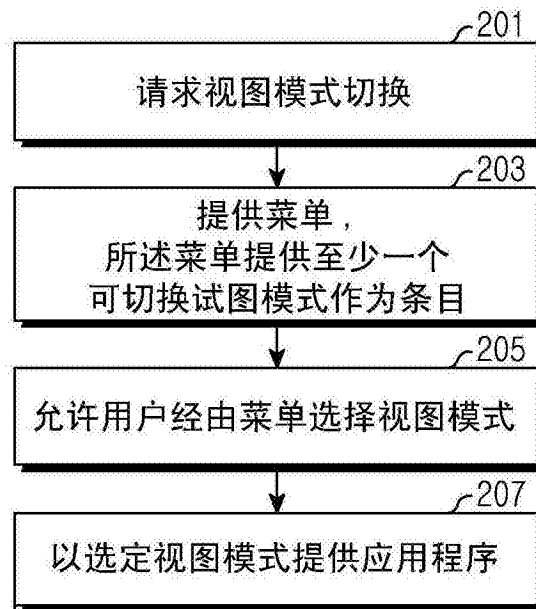 201
请求视图模式切换
203
提供菜单,
所述菜单提供至少一个
可切换试图模式作为条目
205
允许用户经由菜单选择视图模式
207
以选定视图模式提供应用程序